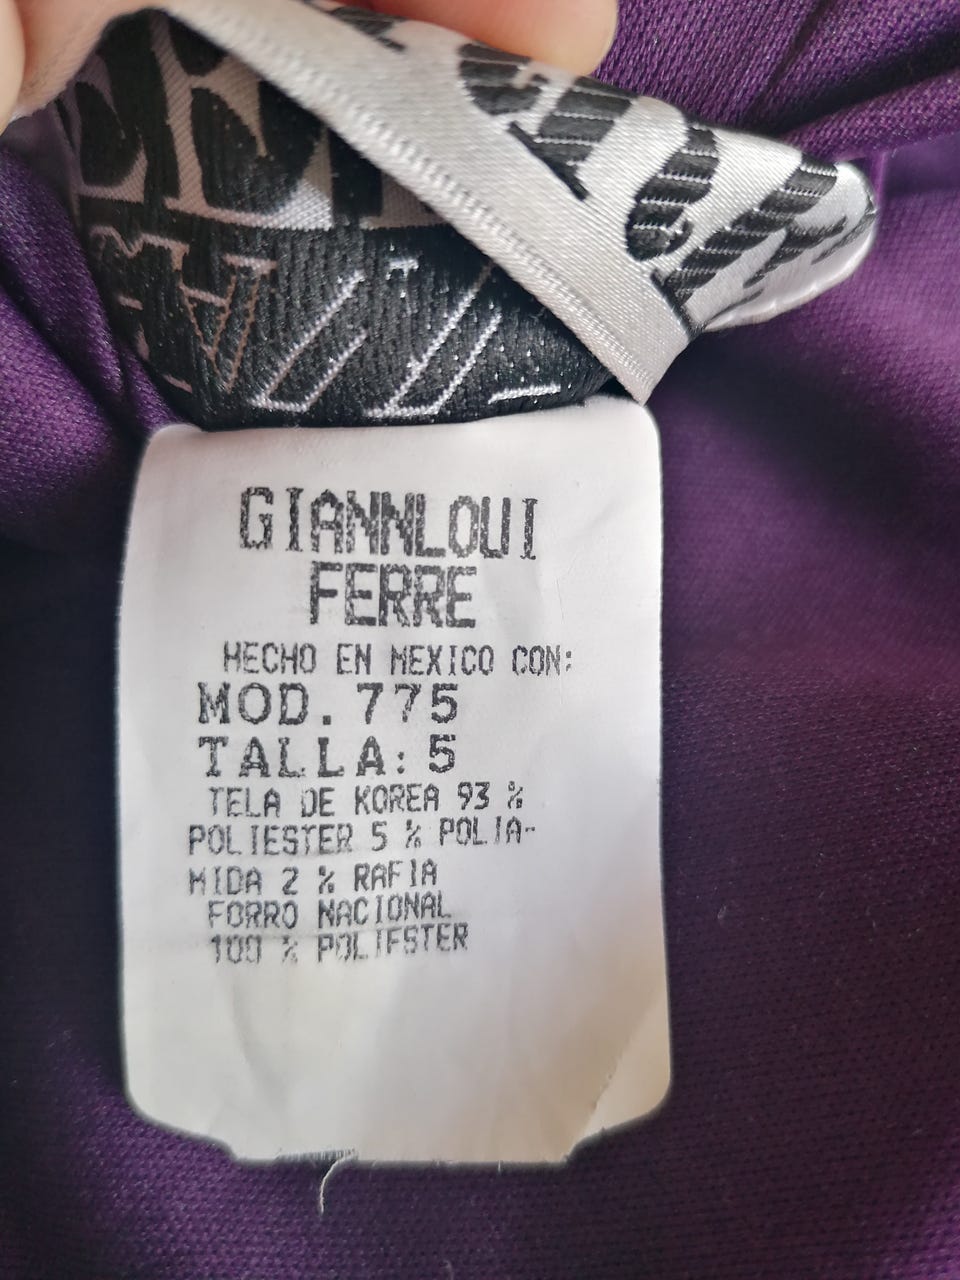 GIANNLOUI
FERRE
HECHO EN MEXICO CON:
MOD. 775
TALLA: 5
TELA DE KOREA 93 %
POLIESTER 5 % POLIA-
MIDA 2 % RAFIA
FORRO NACIONAL
100 % POLIESTER